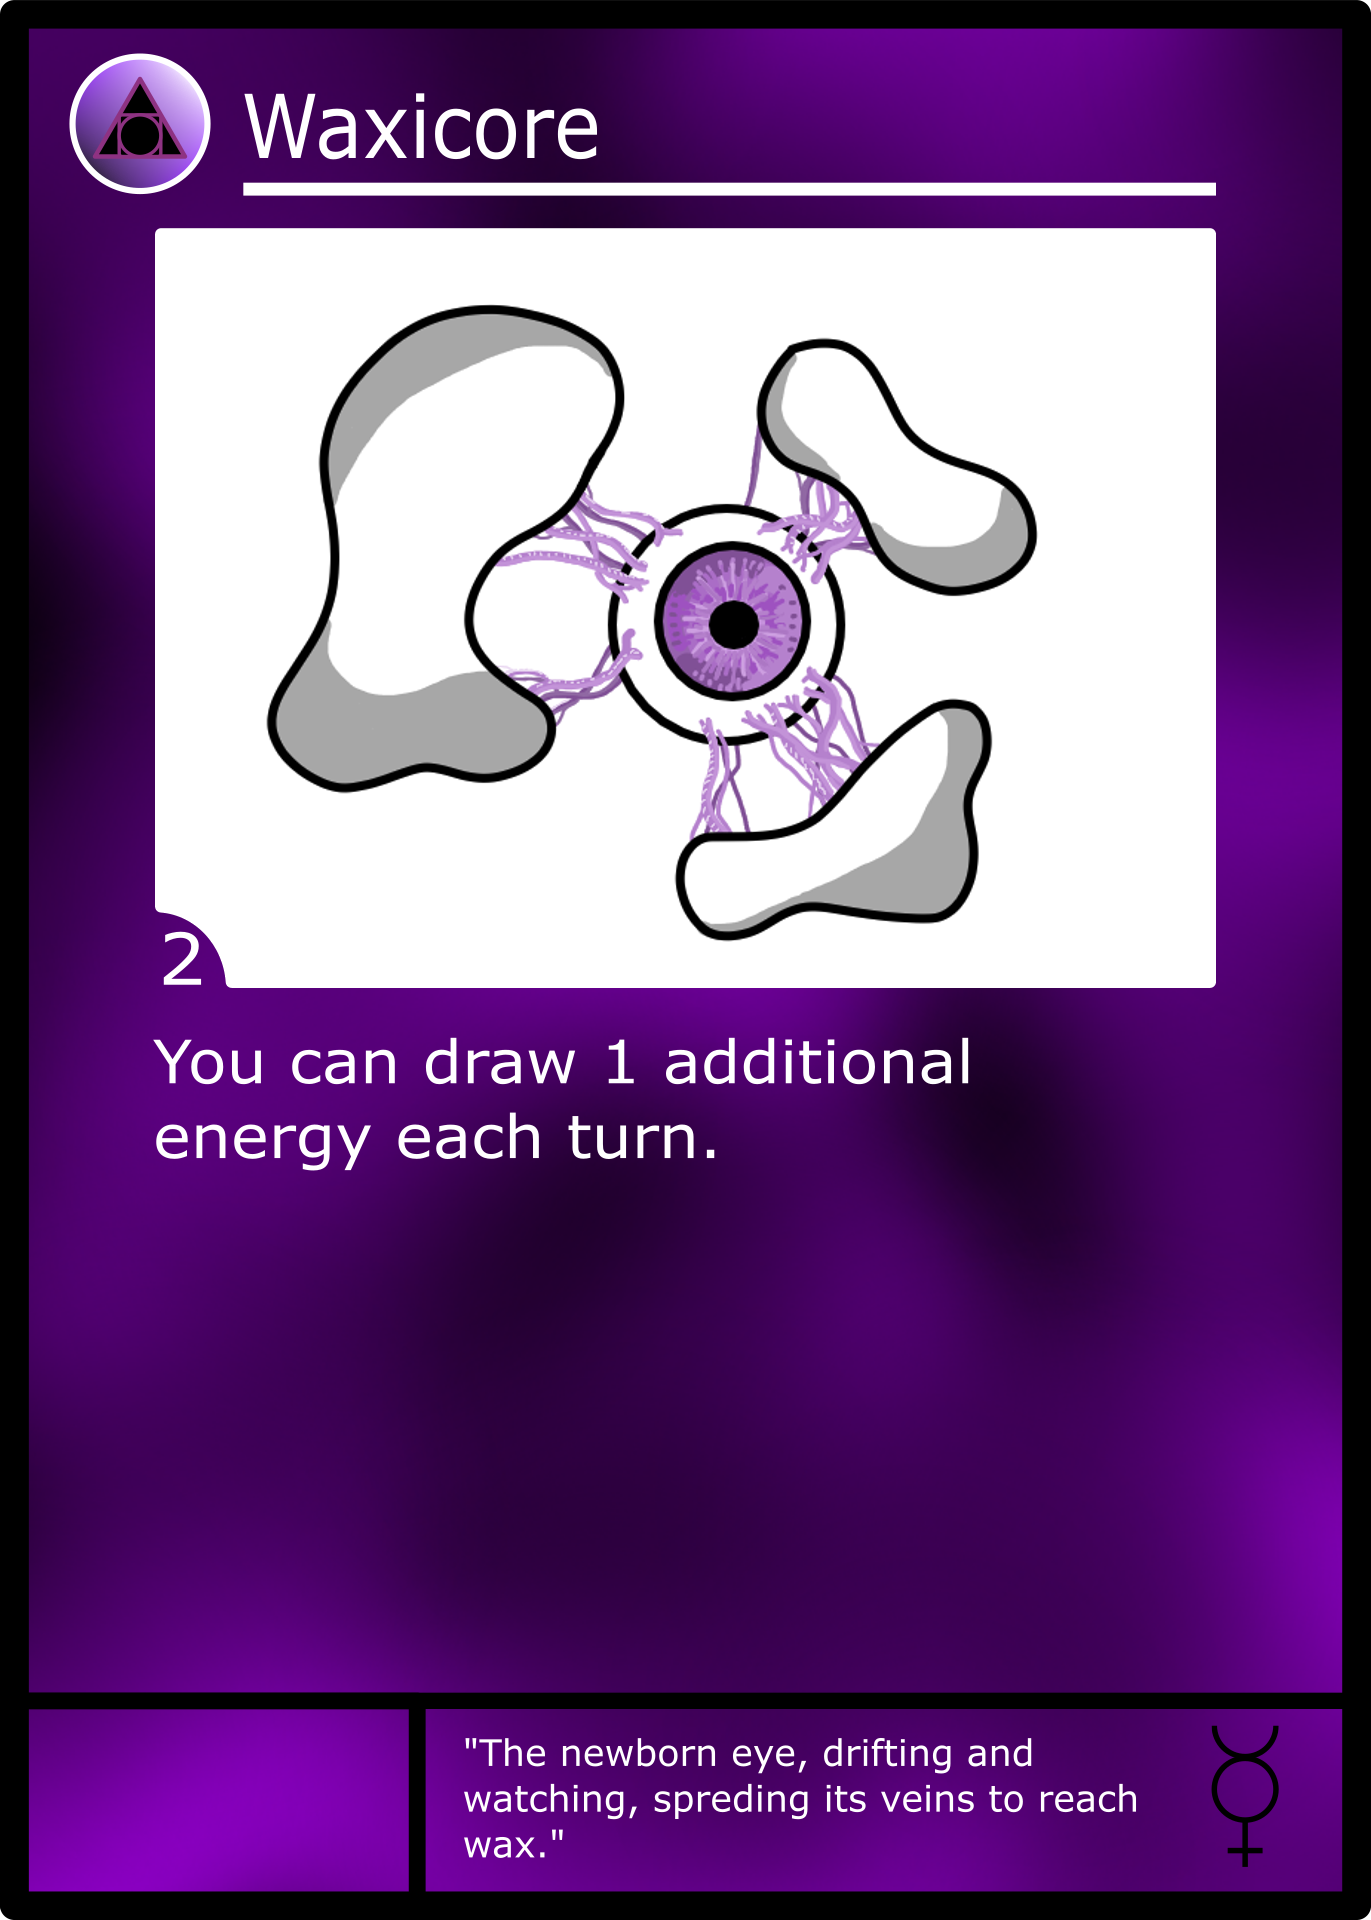 Waxicore
2
You can draw 1 additional
energy each turn.
"The newborn eye, drifting and
watching, spreding its veins to reach
wax."